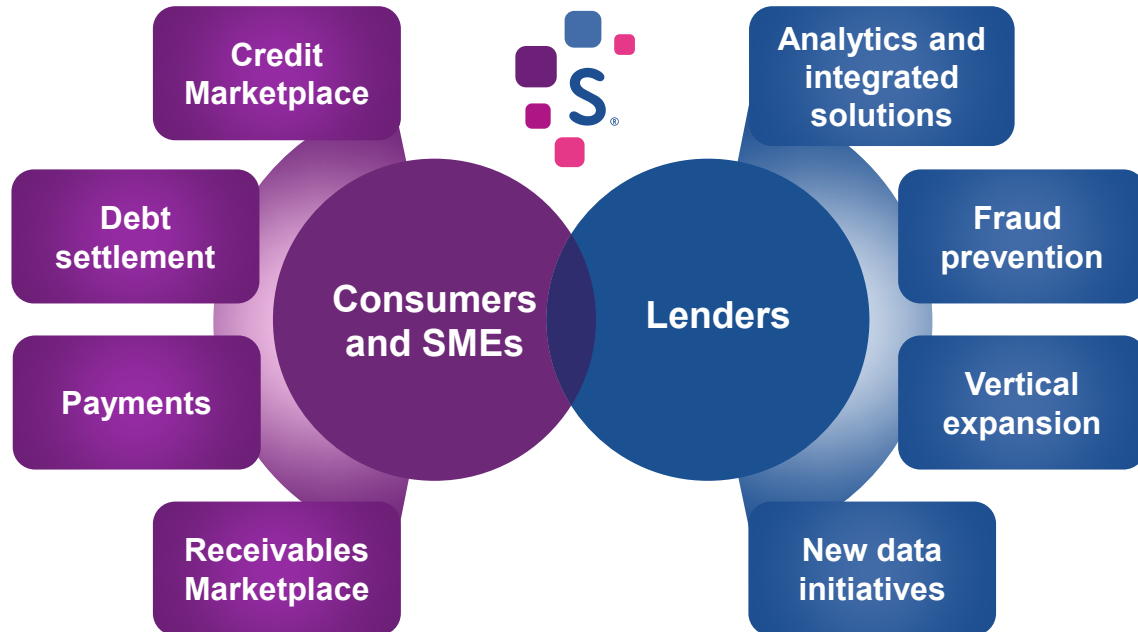 Credit
Marketplace
Debt
settlement
Payments
Receivables
Marketplace
Consumers
and SMEs
S®
Lenders
Analytics and
integrated
solutions
Fraud
prevention
Vertical
expansion
New data
initiatives